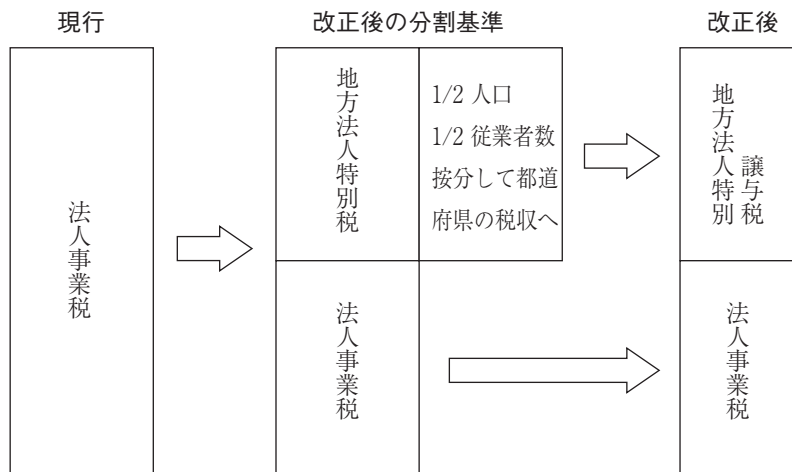 現行
改正後の分割基準
改正後
法人事業税
地方法人特別税
1/2 人口
1/2 従業者数
按分して都道
府県の税収へ
地方法人特別
譲与税
法人事業税
法人事業税